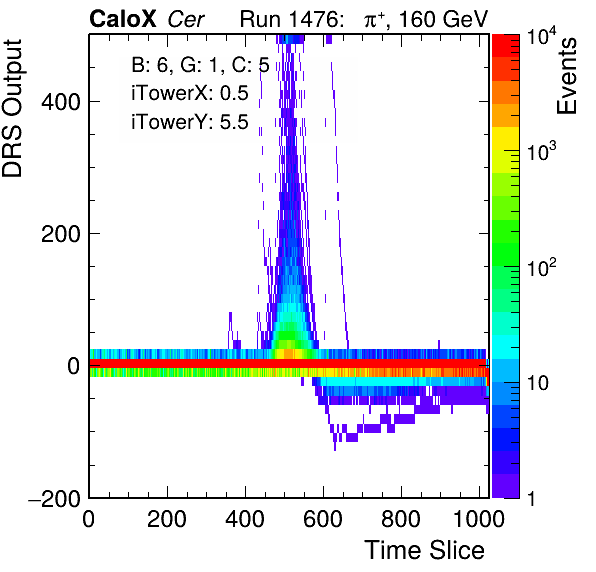 CaloX Cer Run 1476: π⁺, 160 GeV
B: 6, G: 1, C: 5
iTowerX: 0.5
iTowerY: 5.5
DRS Output
400
200
0
−200
0 200 400 600 800 1000
Time Slice
Events
10⁴
10³
10²
10
1